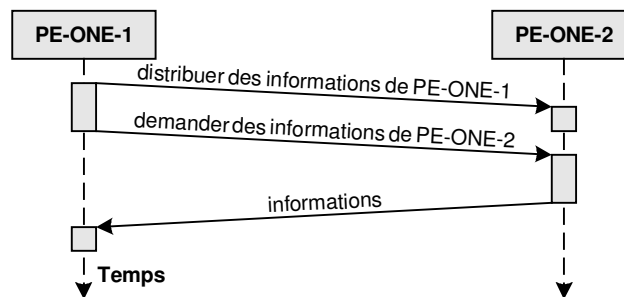 PE-ONE-1
PE-ONE-2
distribuer des informations de PE-ONE-1
demander des informations de PE-ONE-2
informations
Temps